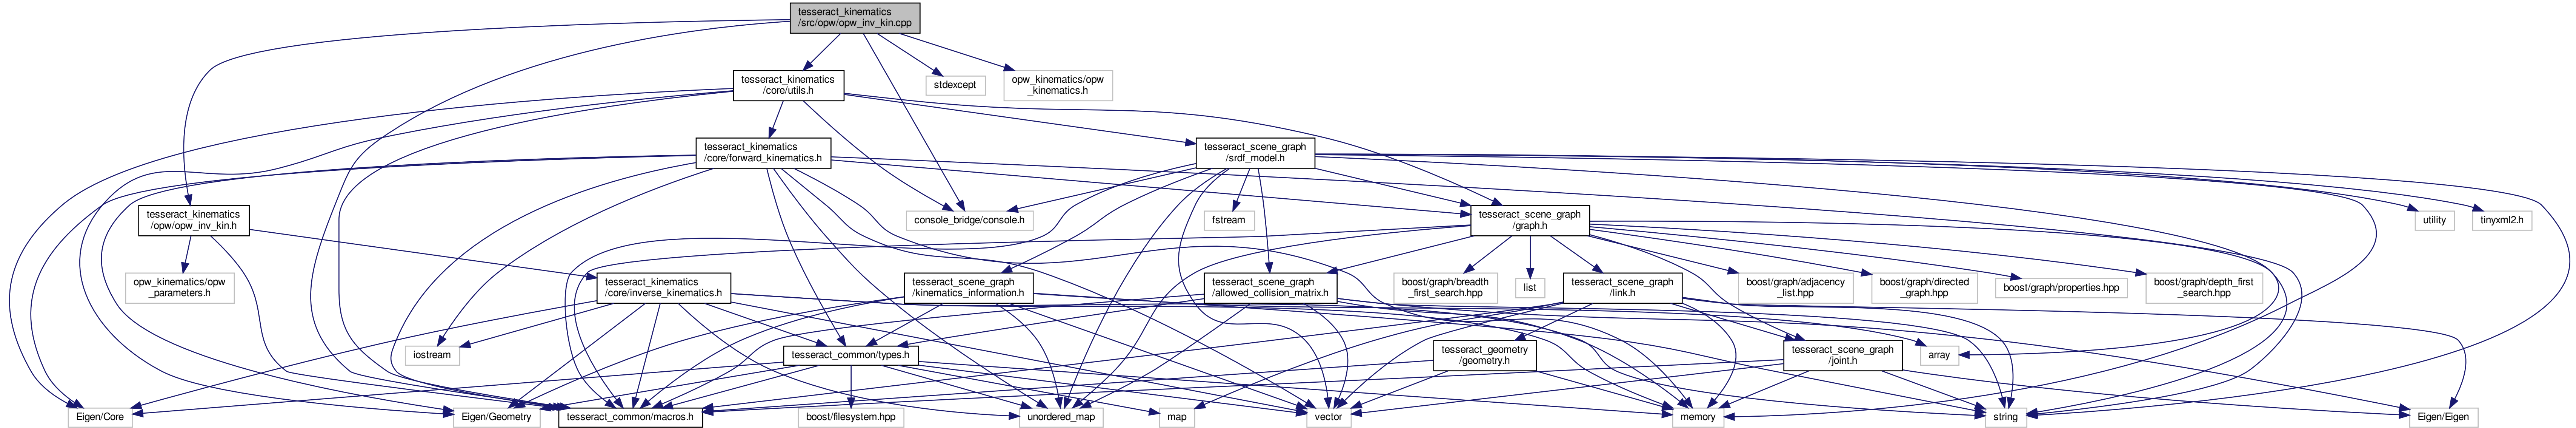 tesseract_kinematics
/src/opw/opw_inv_kin.cpp
tesseract_kinematics
/core/utils.h
stdexcept
opw_kinematics/opw
_kinematics.h
tesseract_kinematics
/core/forward_kinematics.h
tesseract_scene_graph
/srdf_model.h
tesseract_kinematics
/opw/opw_inv_kin.h
console_bridge/console.h
fstream
tesseract_scene_graph
/graph.h
utility
tinyxml2.h
opw_kinematics/opw
_parameters.h
tesseract_kinematics
/core/inverse_kinematics.h
tesseract_scene_graph
/kinematics_information.h
tesseract_scene_graph
/allowed_collision_matrix.h
boost/graph/breadth
_first_search.hpp
list
tesseract_scene_graph
/link.h
boost/graph/adjacency
_list.hpp
boost/graph/directed
_graph.hpp
boost/graph/properties.hpp
boost/graph/depth_first
_search.hpp
iostream
tesseract_common/types.h
tesseract_geometry
/geometry.h
tesseract_scene_graph
/joint.h
array
Eigen/Core
Eigen/Geometry
tesseract_common/macros.h
boost/filesystem.hpp
unordered_map
map
vector
memory
string
Eigen/Eigen